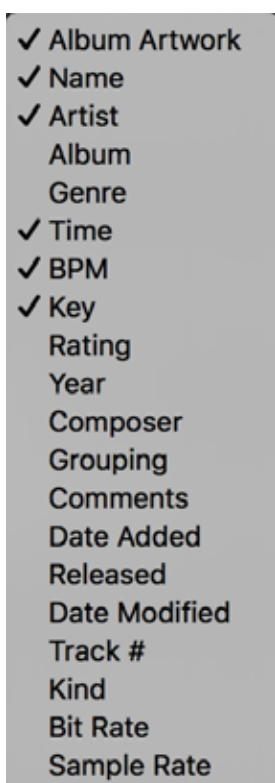 ✓ Album Artwork
✓ Name
✓ Artist
Album
Genre
✓ Time
✓ BPM
✓ Key
Rating
Year
Composer
Grouping
Comments
Date Added
Released
Date Modified
Track #
Kind
Bit Rate
Sample Rate